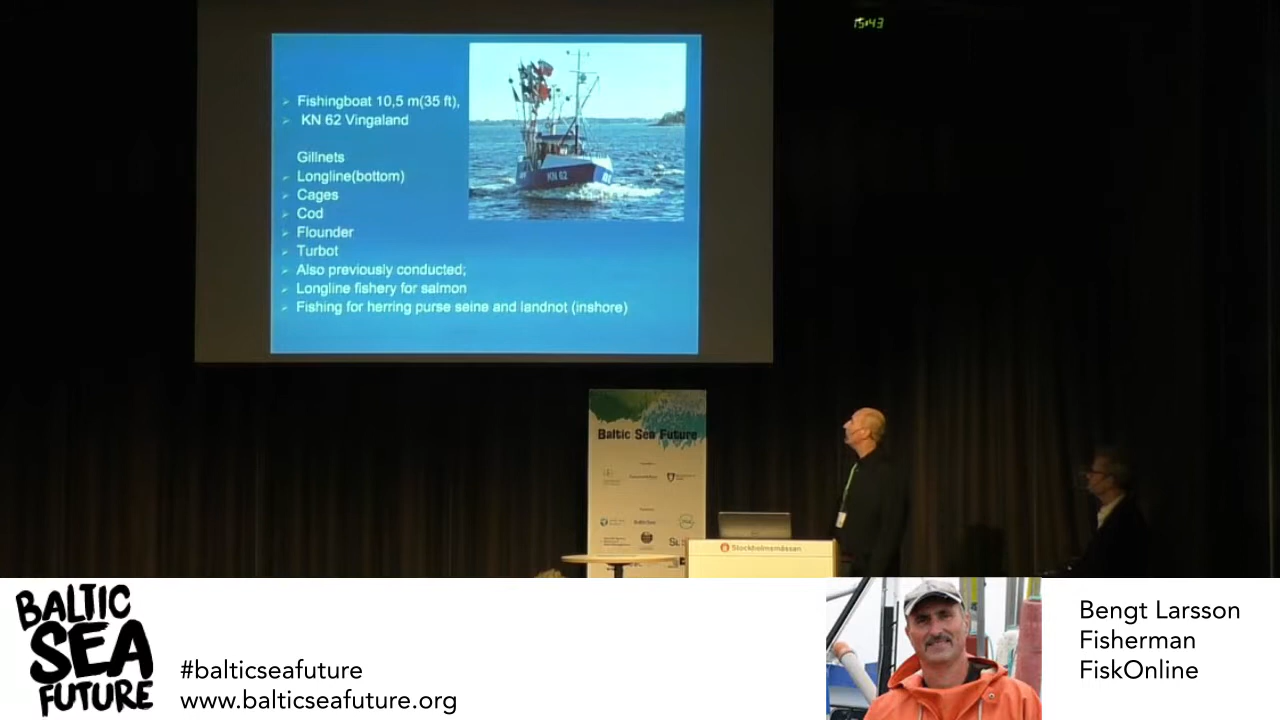 15:43
Fishingboat 10,5 m(35 ft),
KN 62 Vingaland
Gillnets
Longline(bottom)
Cages
Cod
Flounder
Turbot
Also previously conducted;
Longline fishery for salmon
Fishing for herring purse seine and landnot (inshore)
KN 62
Baltic Sea Future
Stockholmsmässan
BALTIC
SEA
FUTURE
#balticseafuture
www.balticseafuture.org
Bengt Larsson
Fisherman
FiskOnline